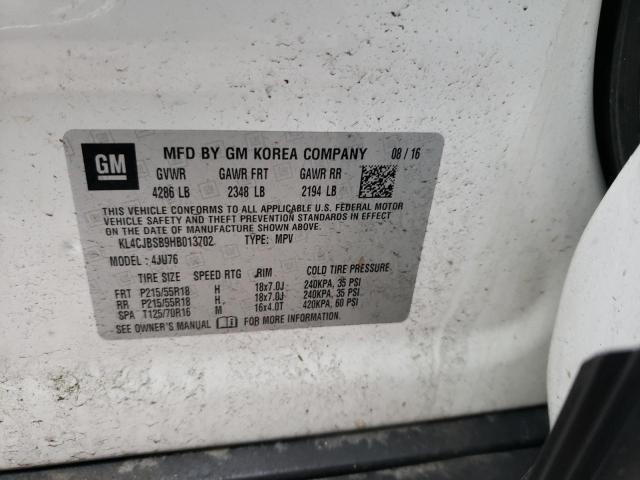 GM
MFD BY GM KOREA COMPANY 08 / 16
GVWR GAWR FRT GAWR RR
4286 LB 2348 LB 2194 LB
THIS VEHICLE CONFORMS TO ALL APPLICABLE U.S. FEDERAL MOTOR
VEHICLE SAFETY AND THEFT PREVENTION STANDARDS IN EFFECT ON
THE DATE OF MANUFACTURE SHOWN ABOVE.
KL4CJBSB9HB013702 TYPE: MPV
MODEL : 4JU76
TIRE SIZE SPEED RTG RIM COLD TIRE PRESSURE
FRT P215/55R18 H 18x7.0J 240KPA, 35 PSI
RR P215/55R18 H 18x7.0J 240KPA, 35 PSI
SPA T125/70R16 M 16x4.0T 420KPA, 60 PSI
SEE OWNER'S MANUAL FOR MORE INFORMATION.